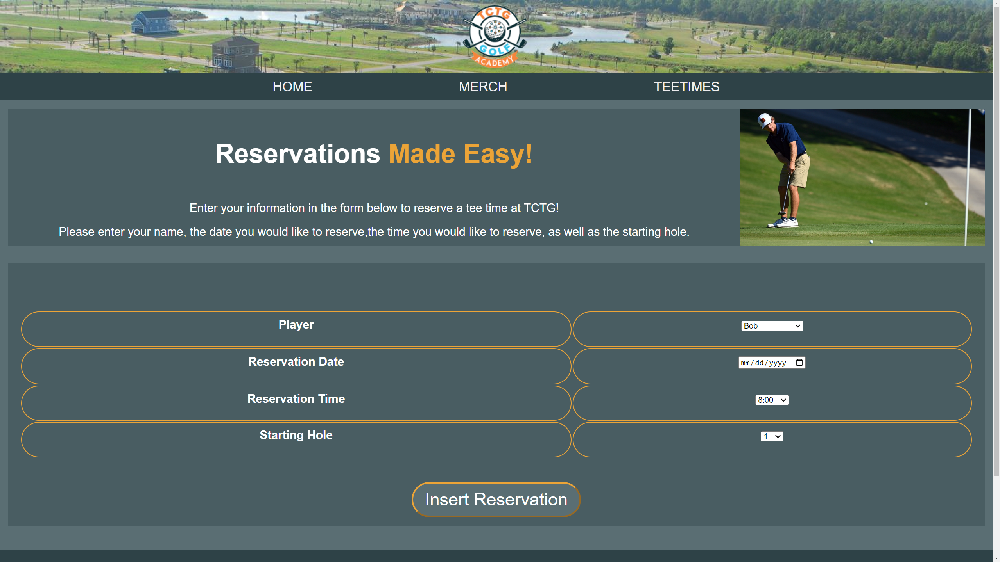 TCTG
GOLF
ACADEMY
HOME MERCH TEETIMES
Reservations Made Easy!
Enter your information in the form below to reserve a tee time at TCTG!
Please enter your name, the date you would like to reserve,the time you would like to reserve, as well as the starting hole.
Player Bob
Reservation Date mm/dd/yyyy
Reservation Time 8:00
Starting Hole 1
Insert Reservation